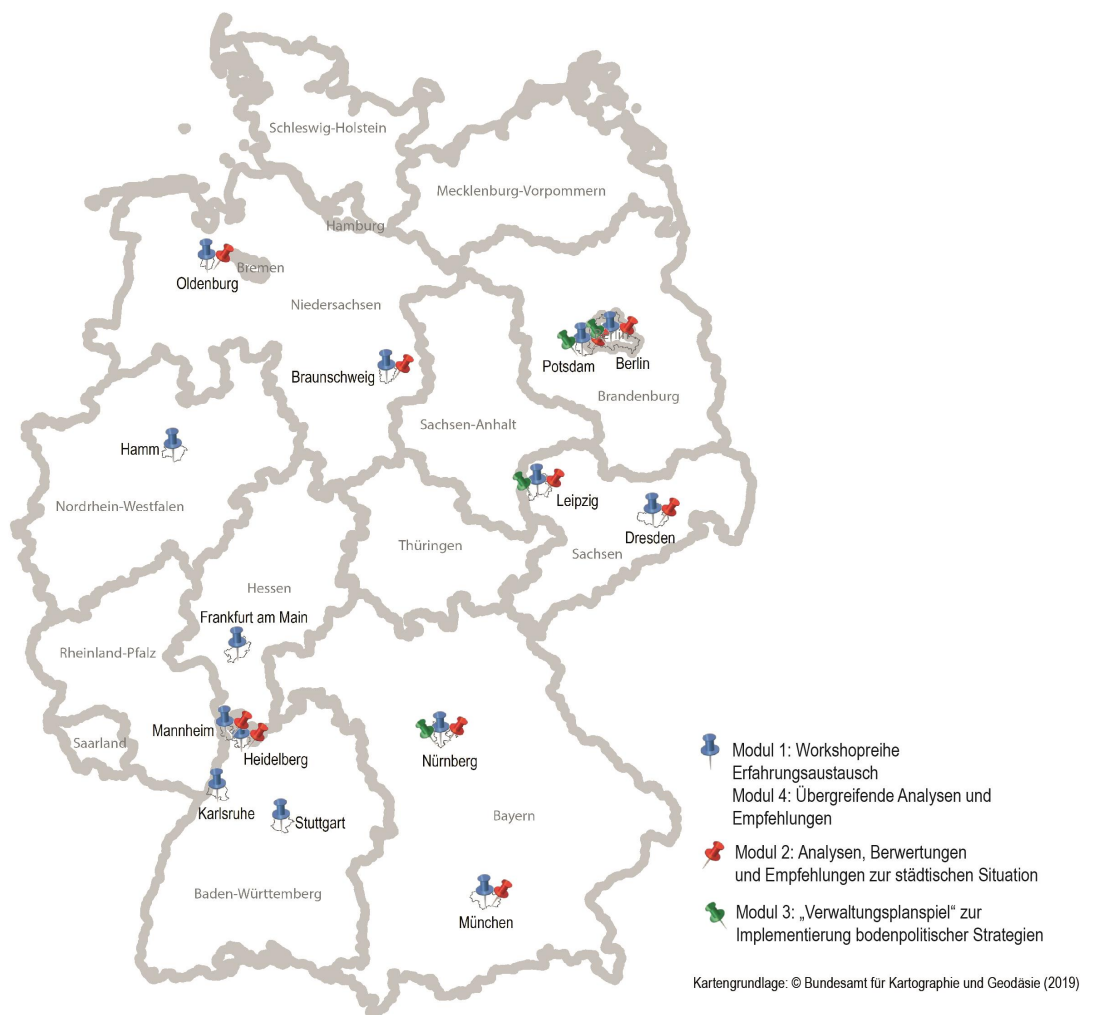 Schleswig-Holstein
Mecklenburg-Vorpommern
Hamburg
Bremen
Oldenburg
Niedersachsen
Braunschweig
Potsdam
Berlin
Brandenburg
Sachsen-Anhalt
Hamm
Leipzig
Nordrhein-Westfalen
Dresden
Thüringen
Sachsen
Hessen
Frankfurt am Main
Rheinland-Pfalz
Mannheim
Saarland
Heidelberg
Nürnberg
Karlsruhe
Stuttgart
Bayern
Baden-Württemberg
München
Modul 1: Workshopreihe
Erfahrungsaustausch
Modul 4: Übergreifende Analysen und
Empfehlungen
Modul 2: Analysen, Berwertungen
und Empfehlungen zur städtischen Situation
Modul 3: „Verwaltungsplanspiel“ zur
Implementierung bodenpolitischer Strategien
Kartengrundlage: © Bundesamt für Kartographie und Geodäsie (2019)